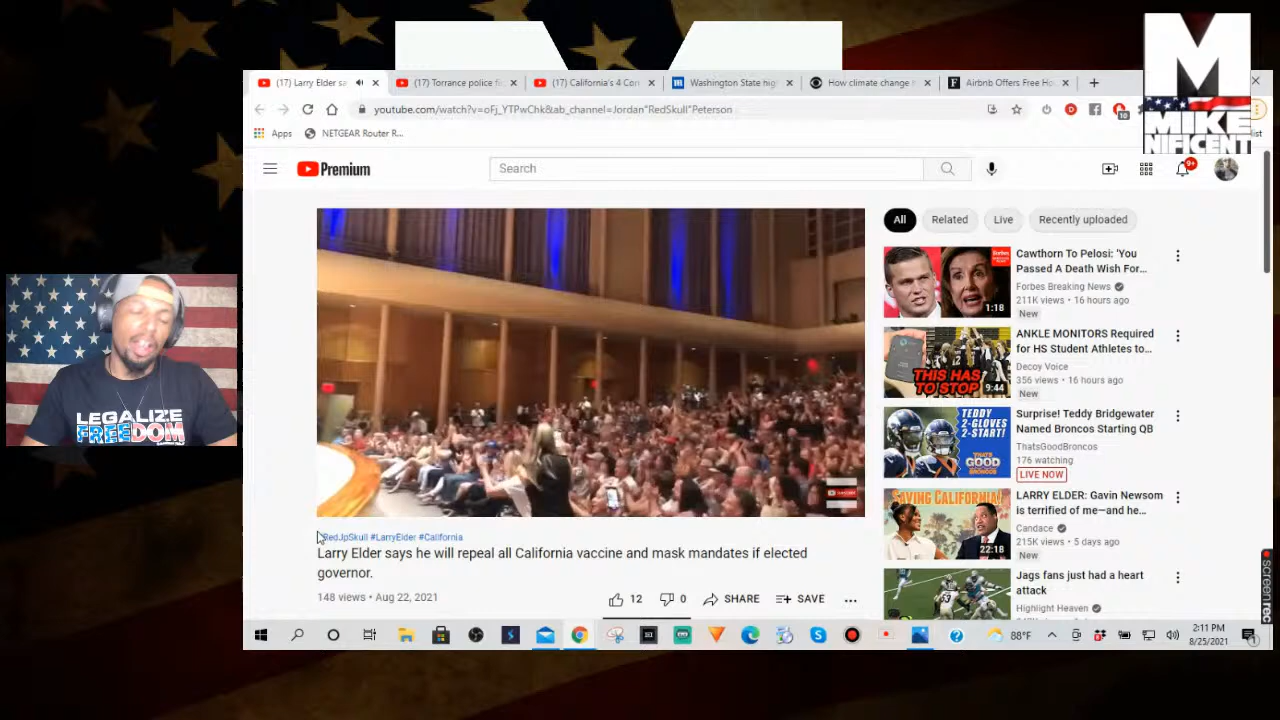 (17) Larry Elder sa
(17) Torrance police f
(17) California's 4 Con
Washington State hig
How climate change
Airbnb Offers Free Ho
youtube.com/watch?v=oFj_YTPwChk&ab_channel=Jordan"RedSkull"Peterson
Apps
NETGEAR Router R...
M
MIKE
NIFICENT
10
Premium
Search
9+
All
Related
Live
Recently uploaded
Cawthorn To Pelosi: 'You
Passed A Death Wish For...
Forbes Breaking News
211K views • 16 hours ago
New
1:18
ANKLE MONITORS Required
for HS Student Athletes to...
Decoy Voice
356 views • 16 hours ago
New
THIS HAS
TO STOP
9:44
Surprise! Teddy Bridgewater
Named Broncos Starting QB
ThatsGoodBroncos
176 watching
LIVE NOW
TEDDY
2-GLOVES
2-START!
THATS
GOOD
LARRY ELDER: Gavin Newsom
is terrified of me—and he...
Candace
215K views • 5 days ago
New
SAVING CALIFORNIA!
22:18
Jags fans just had a heart
attack
Highlight Heaven
LEGALIZE
FREEDOM
RedJpSkull #LarryElder #California
Larry Elder says he will repeal all California vaccine and mask mandates if elected
governor.
148 views • Aug 22, 2021
12
0
SHARE
SAVE
screenrec
88°F
2:11 PM
8/25/2021